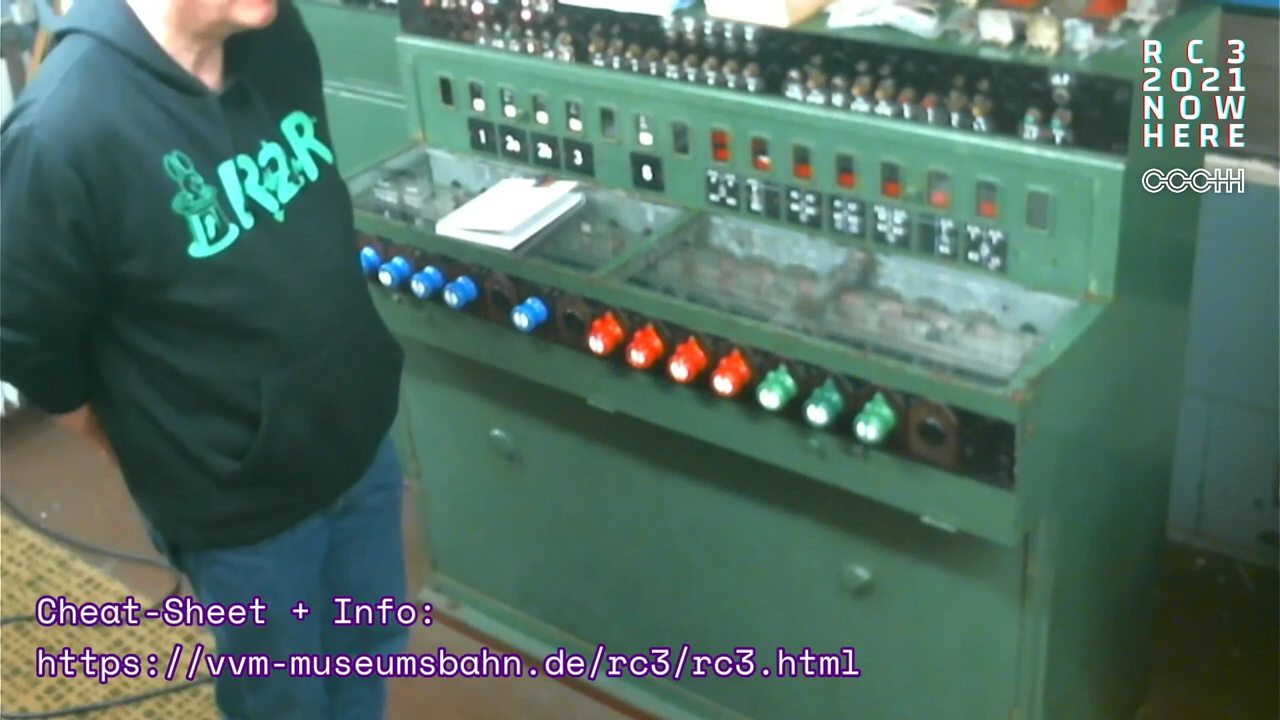 RC3
2021
NOW
HERE
CCCHH
R2R
1
2a
2b
3
6
Cheat-Sheet + Info:
https://vvm-museumsbahn.de/rc3/rc3.html